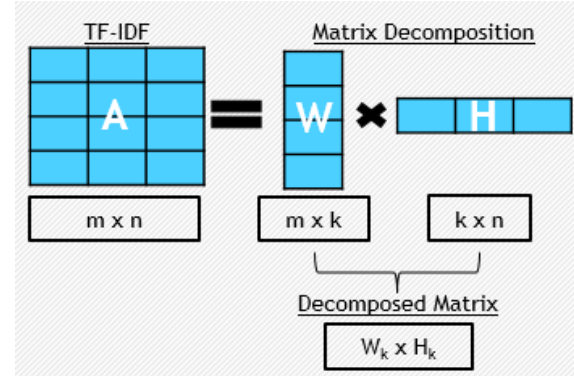 TF-IDF
Matrix Decomposition
A = W × H
m x n
m x k
k x n
Decomposed Matrix
Wₖ x Hₖ